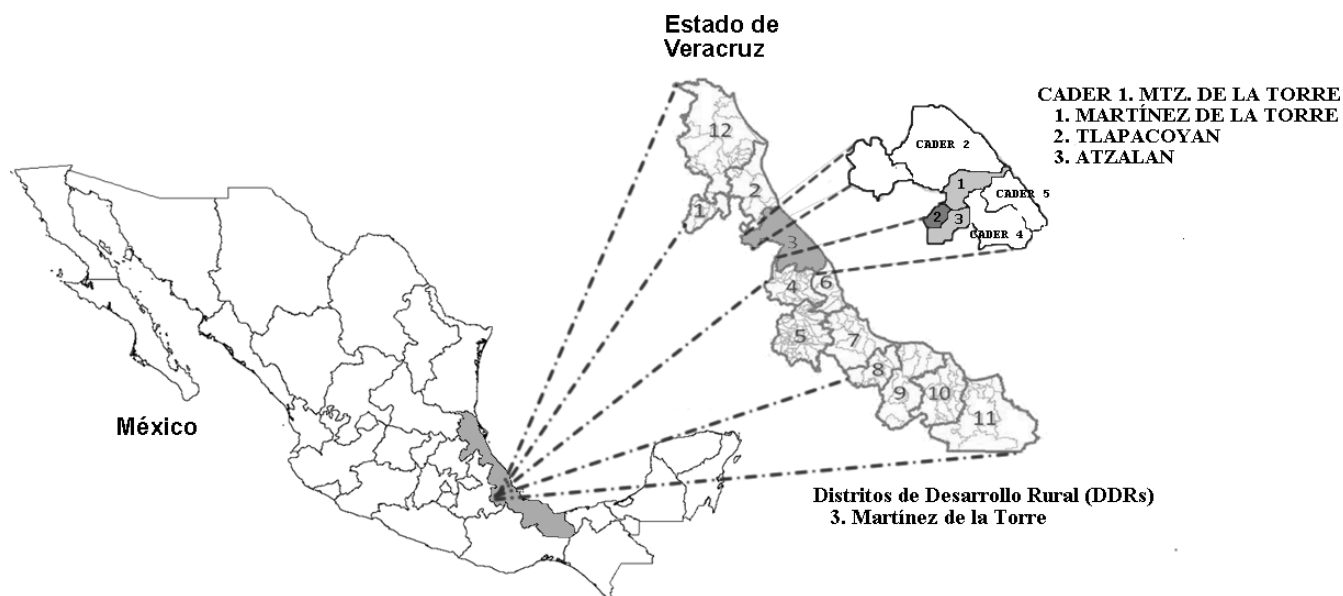 Estado de
Veracruz
CADER 1. MTZ. DE LA TORRE
1. MARTÍNEZ DE LA TORRE
2. TLAPACOYAN
3. ATZALAN
12
CADER 2
2
1
1
CADER 5
2
3
3
CADER 4
4
6
5
7
8
9
10
11
México
Distritos de Desarrollo Rural (DDRs)
3. Martínez de la Torre